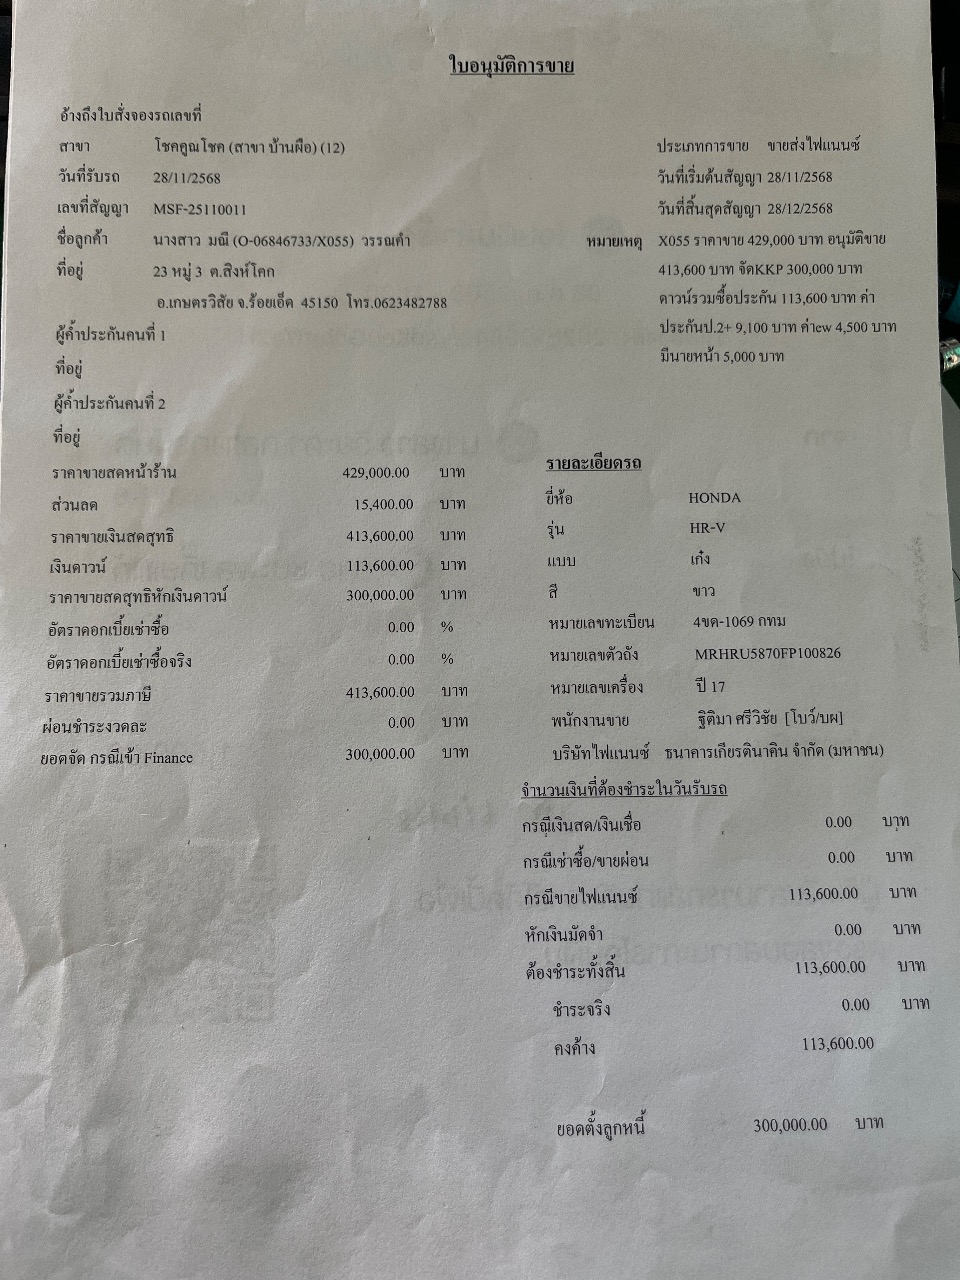 ใบอนุมัติการขาย
อ้างถึงใบสั่งจองรถเลขที่
สาขา โชคคูณโชค (สาขา บ้านผือ) (12)
ประเภทการขาย ขายส่งไฟแนนซ์
วันที่รับรถ 28/11/2568
วันที่เริ่มต้นสัญญา 28/11/2568
เลขที่สัญญา MSF-25110011
วันที่สิ้นสุดสัญญา 28/12/2568
ชื่อลูกค้า นางสาว มณี (O-06846733/X055) วรรณคำ
หมายเหตุ X055 ราคาขาย 429,000 บาท อนุมัติขาย
413,600 บาท จัดKKP 300,000 บาท
ดาวน์รวมซื้อประกัน 113,600 บาท ค่า
ประกันป.2+ 9,100 บาท ค่าew 4,500 บาท
มีนายหน้า 5,000 บาท
ที่อยู่ 23 หมู่ 3 ต.สิงห์โคก
อ.เกษตรวิสัย จ.ร้อยเอ็ด 45150 โทร.0623482788
ผู้ค้ำประกันคนที่ 1
ที่อยู่
ผู้ค้ำประกันคนที่ 2
ที่อยู่
ราคาขายสดหน้าร้าน 429,000.00 บาท
ส่วนลด 15,400.00 บาท
ราคาขายเงินสดสุทธิ 413,600.00 บาท
เงินดาวน์ 113,600.00 บาท
ราคาขายสดสุทธิหักเงินดาวน์ 300,000.00 บาท
อัตราดอกเบี้ยเช่าซื้อ 0.00 %
อัตราดอกเบี้ยเช่าซื้อจริง 0.00 %
ราคาขายรวมภาษี 413,600.00 บาท
ผ่อนชำระงวดละ 0.00 บาท
ยอดจัด กรณีเข้า Finance 300,000.00 บาท
รายละเอียดรถ
ยี่ห้อ HONDA
รุ่น HR-V
แบบ เก๋ง
สี ขาว
หมายเลขทะเบียน 4ขด-1069 กทม
หมายเลขตัวถัง MRHRU5870FP100826
หมายเลขเครื่อง ปี 17
พนักงานขาย ฐิติมา ศรีวิชัย [โบว์/บผ]
บริษัทไฟแนนซ์ ธนาคารเกียรตินาคิน จำกัด (มหาชน)
จำนวนเงินที่ต้องชำระในวันรับรถ
กรณีเงินสด/เงินเชื่อ 0.00 บาท
กรณีเช่าซื้อ/ขายผ่อน 0.00 บาท
กรณีขายไฟแนนซ์ 113,600.00 บาท
หักเงินมัดจำ 0.00 บาท
ต้องชำระทั้งสิ้น 113,600.00 บาท
ชำระจริง 0.00 บาท
คงค้าง 113,600.00
ยอดตั้งลูกหนี้ 300,000.00 บาท